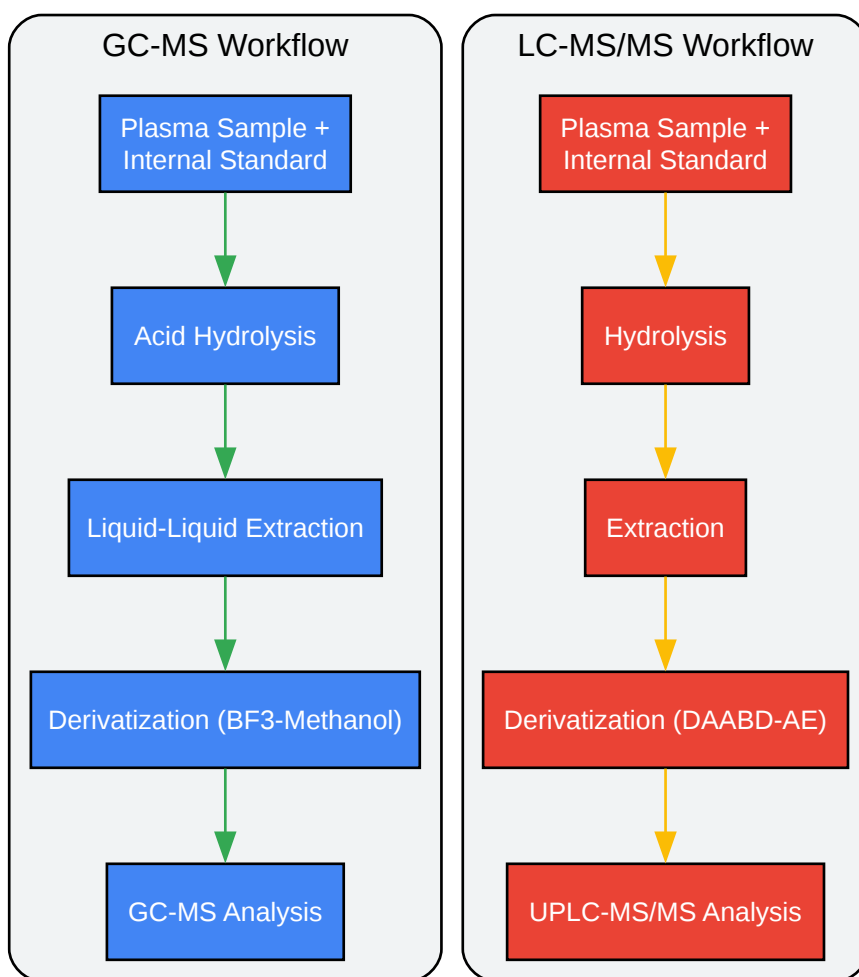 GC-MS Workflow
Plasma Sample +
Internal Standard
Acid Hydrolysis
Liquid-Liquid Extraction
Derivatization (BF3-Methanol)
GC-MS Analysis
LC-MS/MS Workflow
Plasma Sample +
Internal Standard
Hydrolysis
Extraction
Derivatization (DAABD-AE)
UPLC-MS/MS Analysis